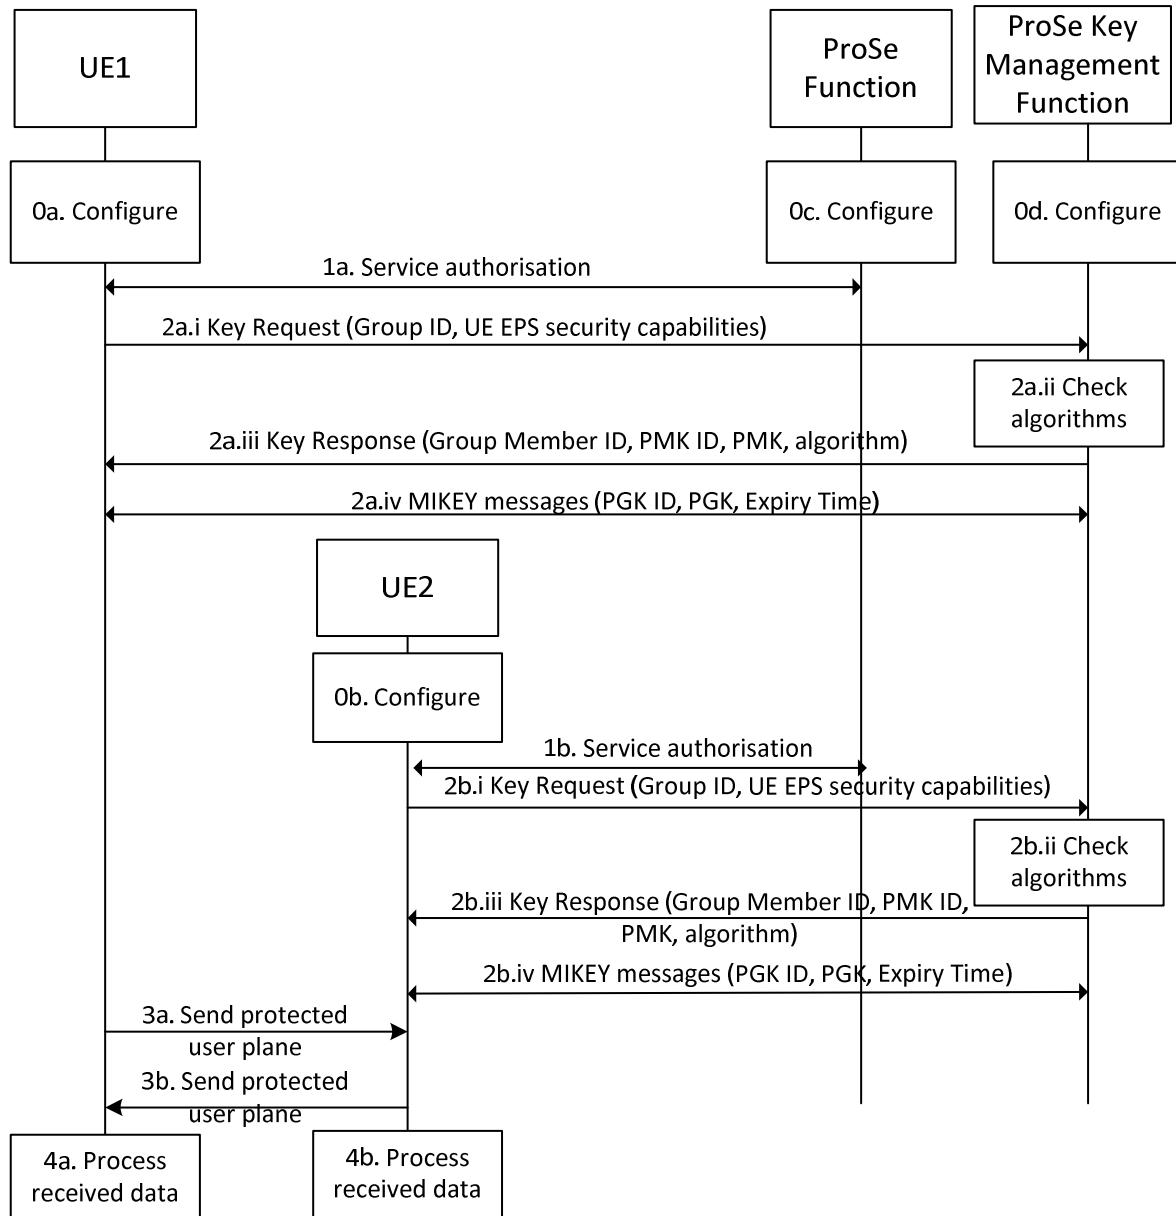 UE1
ProSe
Function
ProSe Key
Management
Function
0a. Configure
0c. Configure
0d. Configure
1a. Service authorisation
2a.i Key Request (Group ID, UE EPS security capabilities)
2a.ii Check
algorithms
2a.iii Key Response (Group Member ID, PMK ID, PMK, algorithm)
2a.iv MIKEY messages (PGK ID, PGK, Expiry Time)
UE2
0b. Configure
1b. Service authorisation
2b.i Key Request (Group ID, UE EPS security capabilities)
2b.ii Check
algorithms
2b.iii Key Response (Group Member ID, PMK ID,
PMK, algorithm)
2b.iv MIKEY messages (PGK ID, PGK, Expiry Time)
3a. Send protected
user plane
3b. Send protected
user plane
4a. Process
received data
4b. Process
received data